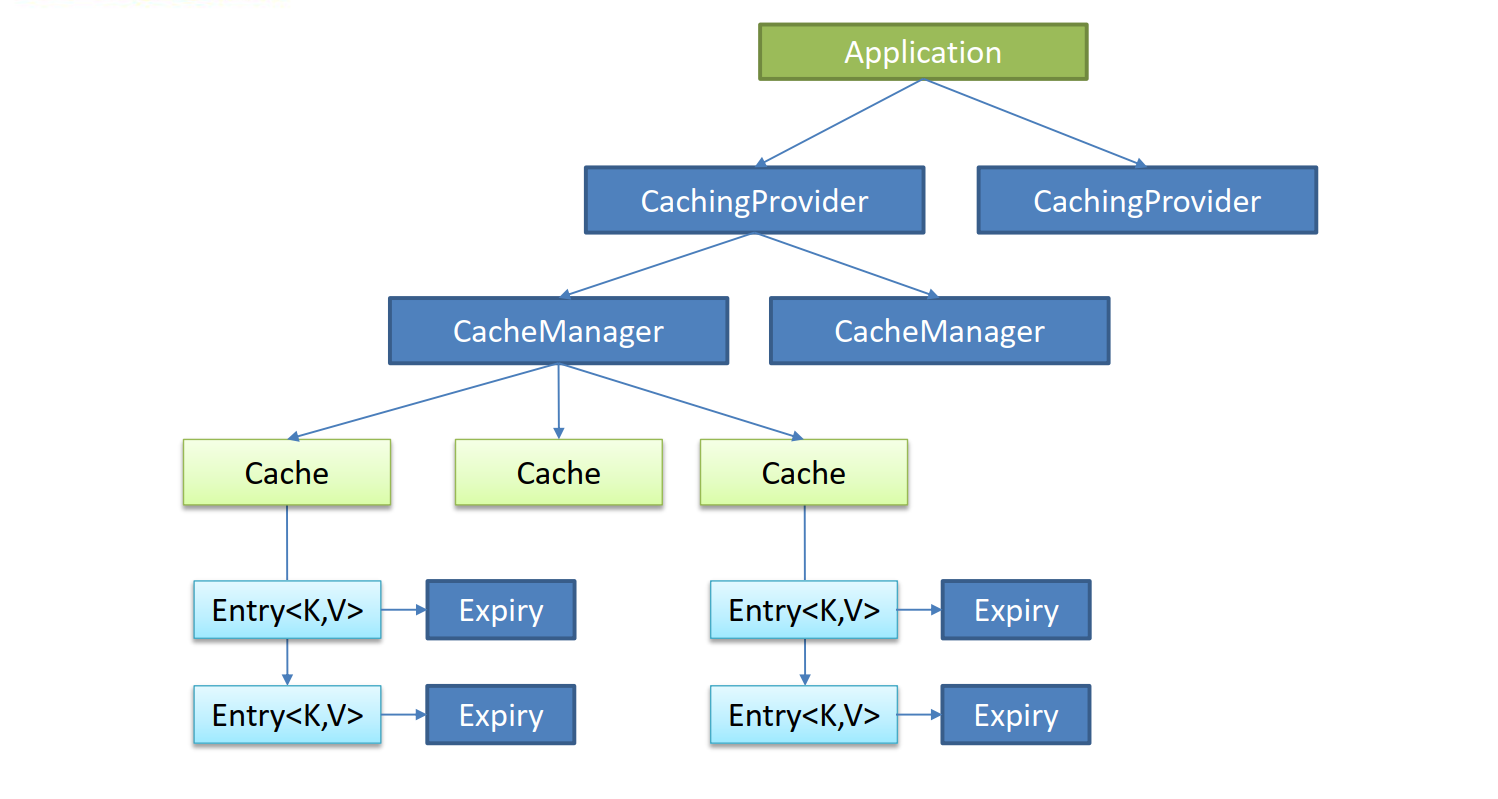 Application
CachingProvider
CachingProvider
CacheManager
CacheManager
Cache
Cache
Cache
Entry<K,V>
Expiry
Entry<K,V>
Expiry
Entry<K,V>
Expiry
Entry<K,V>
Expiry